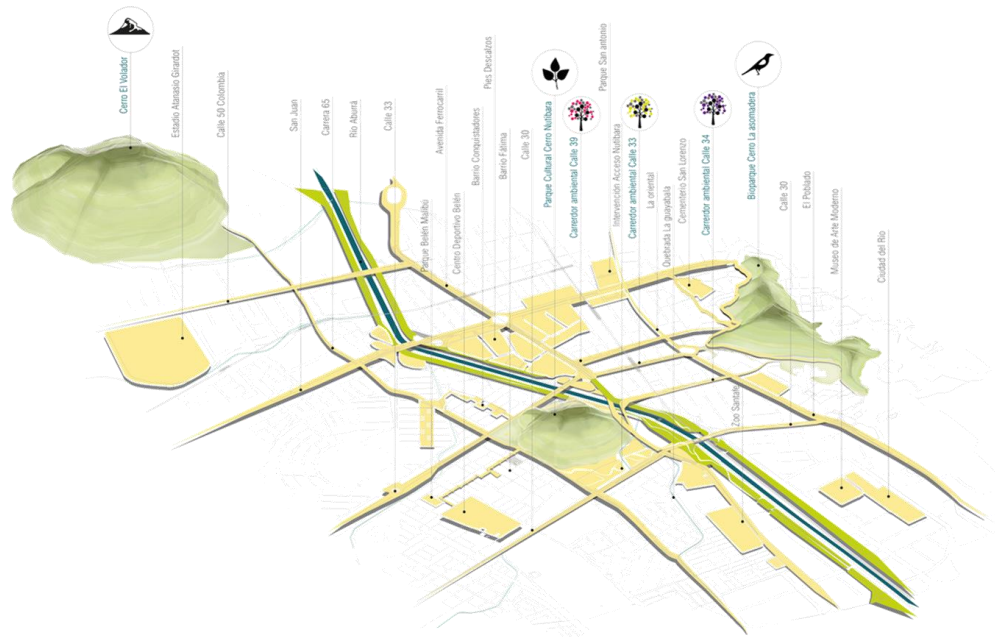 Cerro El Volador
Estadio Atanasio Girardot
Calle 50 Colombia
San Juan
Carrera 65
Rio Aburrá
Calle 33
Parque Belén Malibú
Avenida Ferrocarril
Centro Deportivo Belén
Barrio Conquistadores
Pies Descalzos
Barrio Fátima
Calle 30
Parque Cultural Cerro Nutibara
Carrerdor ambiental Calle 39
Parque San antonio
Intervención Acceso Nutibara
Carrerdor ambiental Calle 33
La oriental
Quebrada La guayabala
Cementerio San Lorenzo
Carrerdor ambiental Calle 34
Zoo Santafé
Bioparque Cerro La asomadera
Calle 30
El Poblado
Museo de Arte Moderno
Ciudad del Río